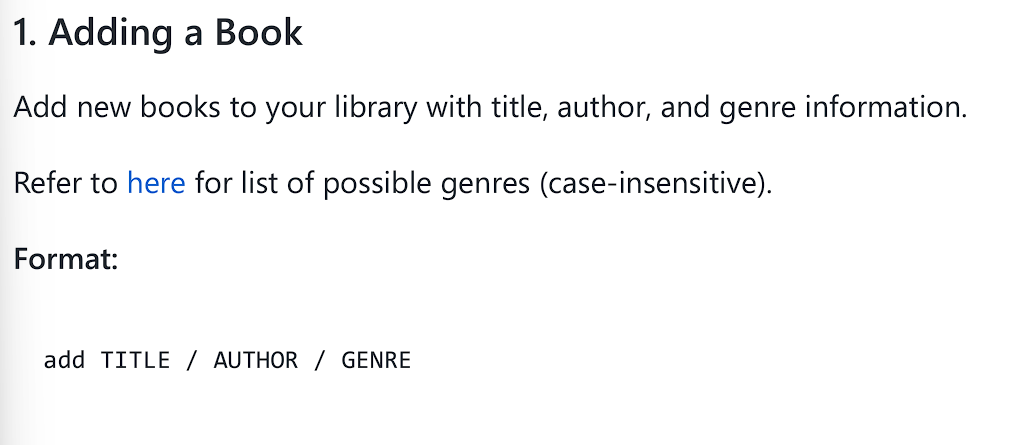 1. Adding a Book
Add new books to your library with title, author, and genre information.
Refer to here for list of possible genres (case-insensitive).
Format:
add TITLE / AUTHOR / GENRE